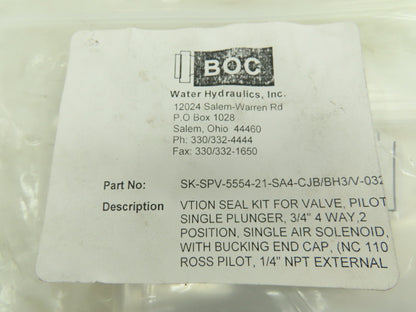 BOC
Water Hydraulics, Inc.
12024 Salem-Warren Rd
P.O Box 1028
Salem, Ohio 44460
Ph: 330/332-4444
Fax: 330/332-1650
Part No: SK-SPV-5554-21-SA4-CJB/BH3/V-032
Description VTION SEAL KIT FOR VALVE, PILOT
SINGLE PLUNGER, 3/4" 4 WAY,2
POSITION, SINGLE AIR SOLENOID,
WITH BUCKING END CAP, (NC 110
ROSS PILOT, 1/4" NPT EXTERNAL